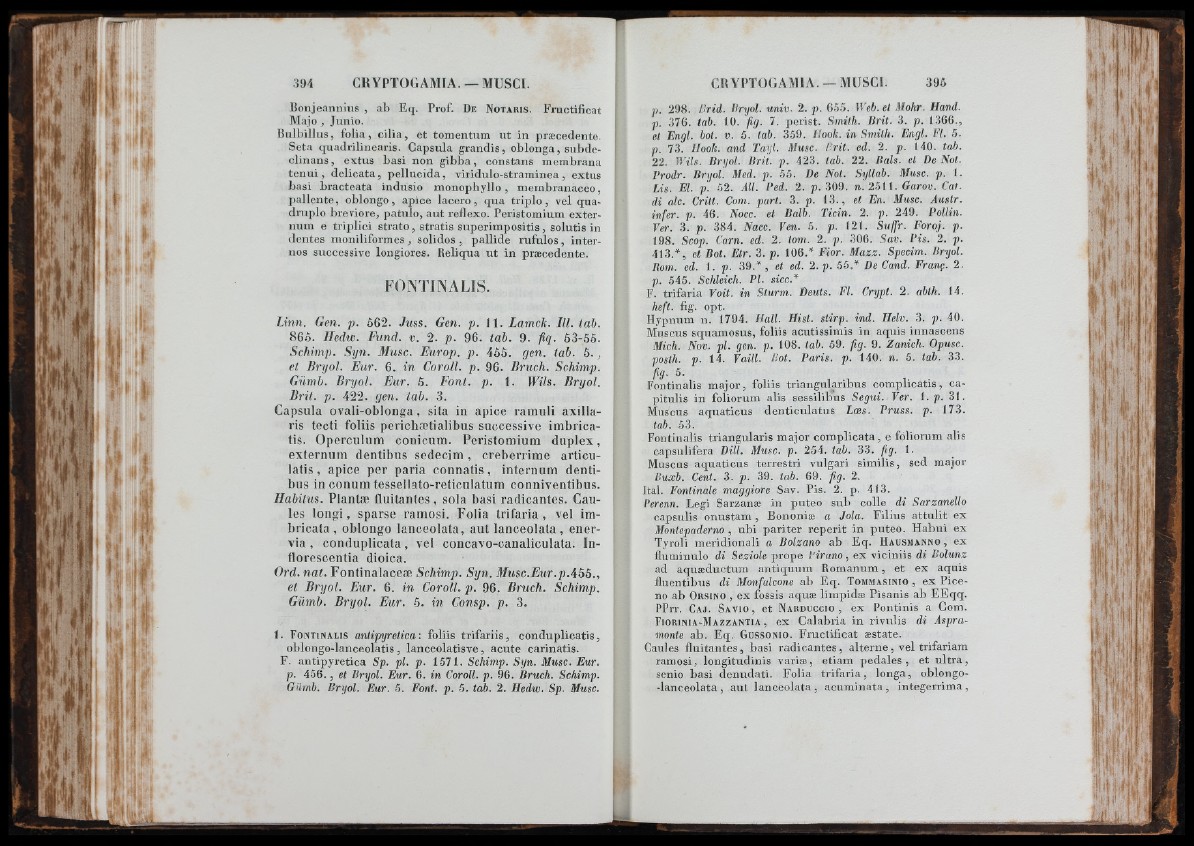 394 CRYPTOGAMIA. — MUSCI.
Bonjeannius , ab Eq. Prof. De Notaris. Fructificat
Majo , Junio.
Bulbillus, folia, cilia, et tomentum ut in præcedente.
Seta quadrilinearis. Capsula grandis, oblonga, subde-
clinans, extus basi non gibba, constans membrana
tenui , delicata, pellucida, viridulo-straminea , extus
basi bracteata indusio monophyllo , membranaceo,
pallente, oblongo, apice lacero, qua triplo, vel qua-
druplo breviore, patulo, aut reflexo. Peristomium exter-
num e triplici strato, stratis superimpositis, solutis in
dentes moniliformes , solidos , pallide rufulos, inter-
nos successive longiores. Reliqua ut in præcedente.
FONTINALIS.
Linn. Gen. p. 562. Juss. Gen. p. 11. Lamck. Ill. tab.
865. Hedw. Fund. v. 2. p. 96. tab. 9. fig. 53-55.
Schimp. Syn. Musc. Europ. p. 455. gen. tab. 5.,
et Bryol. Eur. 6. in Coroll. p. 96. Bruch. Schimp.
Gümb. Bryol. Eur. 5. Font. p. 1. Wils. Bryol.
Brit. p. 422. gen. tab. 3.
Capsula ovali-oblonga, sita in apice ramuli axilla-
ris tecti foliis perichætialibus successive imbrica-
tis. Operculum conicum. Peristomium duplex,
externum dentibus sedecim , creberrime articu-
latis , apice per paria connatis, internum denti-
bus in conum tessellato-reticulatum conniventibus.
Habitus. Plantæ fluitantes , sola basi radicantes. Cau-
les longi, sparse ramosi. Folia trifaria , vel im-
bricata , oblongo lanceolata, aut lanceolata , ener-
via , conduplicata , vel concavo-canaliculata. In-
florescentia dioica.
Ord. nat. Fontinalaceæ Schimp. Syn. Musc. Eur. p. 455.,
et Bryol. Eur. 6. in Coroll. p. 96. Bruch. Schimp.
Gümb. Bryol. Eur. 5. in Consp. p. 3.
1. Fontinalis antipyretica: foliis trifariis, conduplicatis,
oblongo-lanceolatis , lanceolatisve, acute carinatis.
F. antipyretica Sp. pl. p. 1571. Schimp. Syn. Musc. Eur.
p. 456., et Bryol. Eur. 6. in Coroll. p. 96. Bruch. Schimp.
Gümb. Bryol. Eur. 5. Font. p. 5. tab. 2. Hedw. Sp. Musc.
CRYPTOGAMIA. — MUSCI. 395
p. 298. Brid. Bryol. univ. 2. p. 655. Web. et Mohr. Hand.
p. 376. tab. 10. fig. 7. perist. Smith. Brit. 3. p. 1366.,
et Engl. bot. v. 5. tab. 359. Hook. in Smith. Engl. Fl. 5.
p. 73. Hook. and Tayl. Musc. Brit. ed. 2. p. 140. tab.
22. Wils. Bryol. Brit. p. 423. tab. 22. Bals. et De Not.
Prodr. Bryol. Med. p. 55. De Not. Syllab. Musc. p. 1.
Lis. El. p. 52. All. Ped. 2. p. 309. n. 2511. Garov. Cat.
di alc. Critt. Com. part. 3. p. 13., et En. Musc. Austr.
infer. p. 46. Nocc. et Balb. Ticin. 2. p. 249. Pollin.
Ver. 3. p. 384. Nacc. Ven. 5. p. 121. Suffr. Foroj. p.
198. Scop. Carn. ed. 2. tom. 2. p. 306. Sav. Pis. 2. p.
413.*, et Bot. Etr. 3. p. 106.* Fior. Mazz. Specim. Bryol.
Rom. ed. 1. p. 39.* , et ed. 2. p. 55.* De Cand. Franç. 2.
p. 545. Schleich. Pl. sicc.*
F. trifaria Voit. in Sturm. Deuts. Fl. Crypt. 2. abth. 14.
heft. fig. opt.
Hypnum n. 1794. Hall. Hist. stirp. ind. Helv. 3. p. 40.
Muscus squamosus, foliis acutissimis in aquis innascens
Mich. Nov. pl. gen. p. 108. tab. 59. fig. 9. Zanich. Opusc.
posth. p. 14. Vaill. Bot. Paris. p. 140. n. 5. tab. 33.
fig. 5.
Fontinalis major, foliis triangularibus complicatis, ca-
pitulis in foliorum alis sessilibus Segui. Ver. 1. p. 31.
Muscus aquaticus denticulatus Lœs. Pruss. p. 173.
tab. 53.
Fontinalis triangularis major complicata, e foliorum alis
capsulifera Dill. Musc. p. 254. tab. 33. fig. 1.
Muscus aquaticus terrestri vulgari similis, sed major
Buxb. Cent. 3. p. 39. tab. 69. fig. 2.
Ital. Fontinale maggiore Sav. Pis. 2. p. 413.
Perenn. Legi Sarzanæ in puteo sub colle di Sarzanello
capsulis onustam , Bononiæ a Jola. Filius attulit ex
Montepaderno , ubi pariter reperit in puteo. Habui ex
Tyroli meridionali a Bolzano ab Eq. Hausmanno , ex
fluminulo di Seziole prope Pirano , ex viciniis di Bolunz
ad aquæductum antiquum Romanum, et ex aquis
fluentibus di Monfalcone ab Eq. Tommasinio , ex Pice-
no ab Orsino , ex fossis aquæ limpidæ Pisanis ab EEqq.
PPrr. Caj. Savio , et Narduccio , ex Pontinis a Com.
Fiorinia-Mazzantia , ex Calabria in rivulis di Aspra-
monte ab. Eq. Gussonio. Fructificat æstate.
Caules fluitantes, basi radicantes , alterne, vel trifariam
ramosi, longitudinis variæ, etiam pedales , et ultra,
senio basi denudati. Folia trifaria, longa, oblongo-
-lanceolata , aut lanceolata , acuminata , integerrima ,